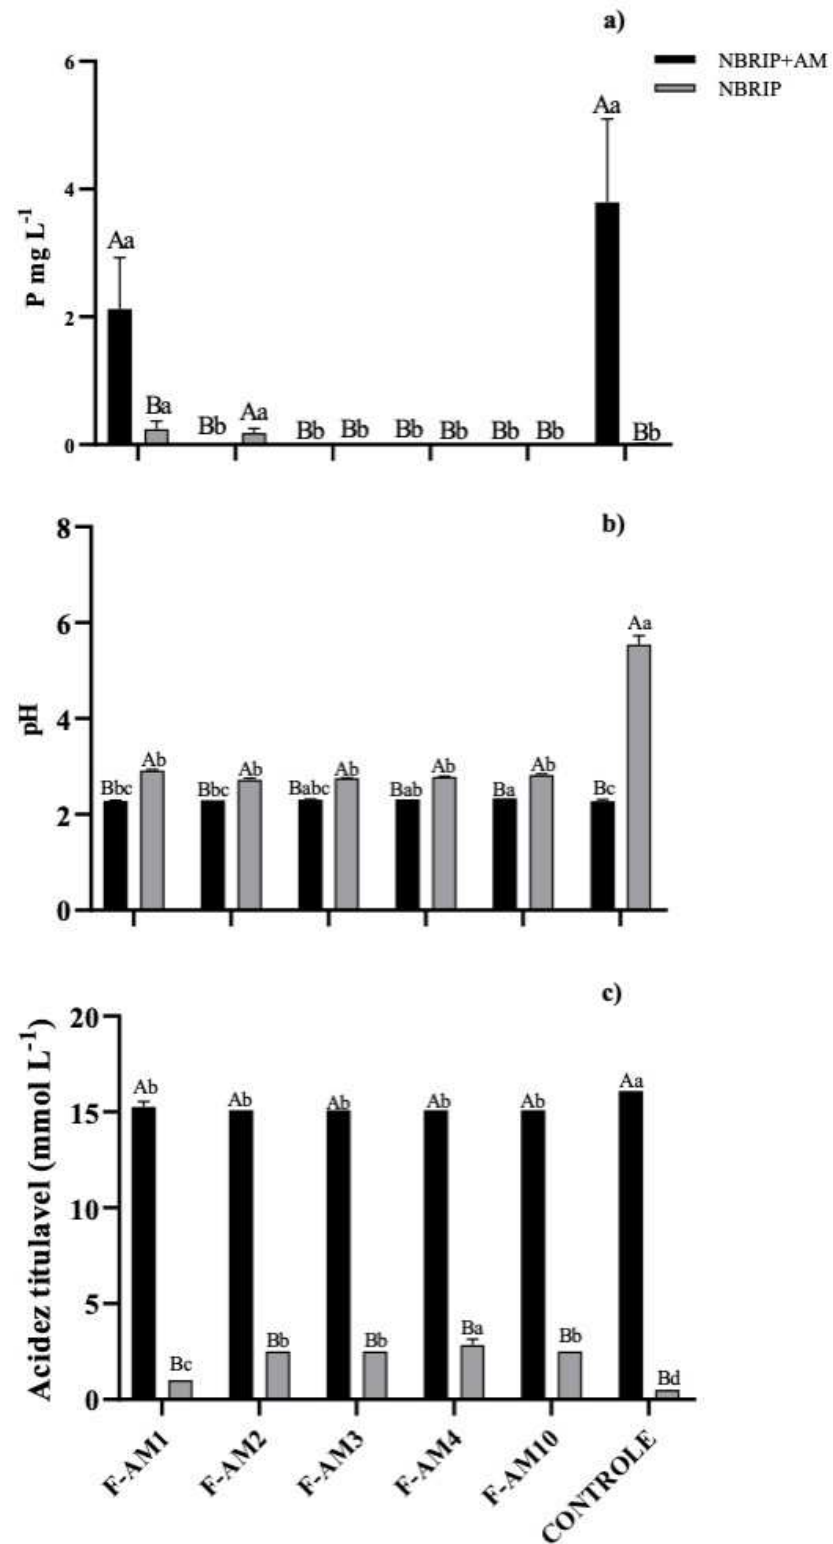 a)
NBRIP+AM
NBRIP
6
4
2
0
P mg L⁻¹
Aa
Ba
Bb
Aa
Bb
Bb
Bb
Bb
Bb
Bb
Aa
Bb
b)
8
6
4
2
0
pH
Bbc
Ab
Bbc
Ab
Babc
Ab
Bab
Ab
Ba
Ab
Bc
Aa
c)
20
15
10
5
0
Acidez titulavel (mmol L⁻¹)
Ab
Bc
Ab
Bb
Ab
Bb
Ab
Ba
Ab
Bb
Aa
Bd
F-AM1
F-AM2
F-AM3
F-AM4
F-AM10
CONTROLE